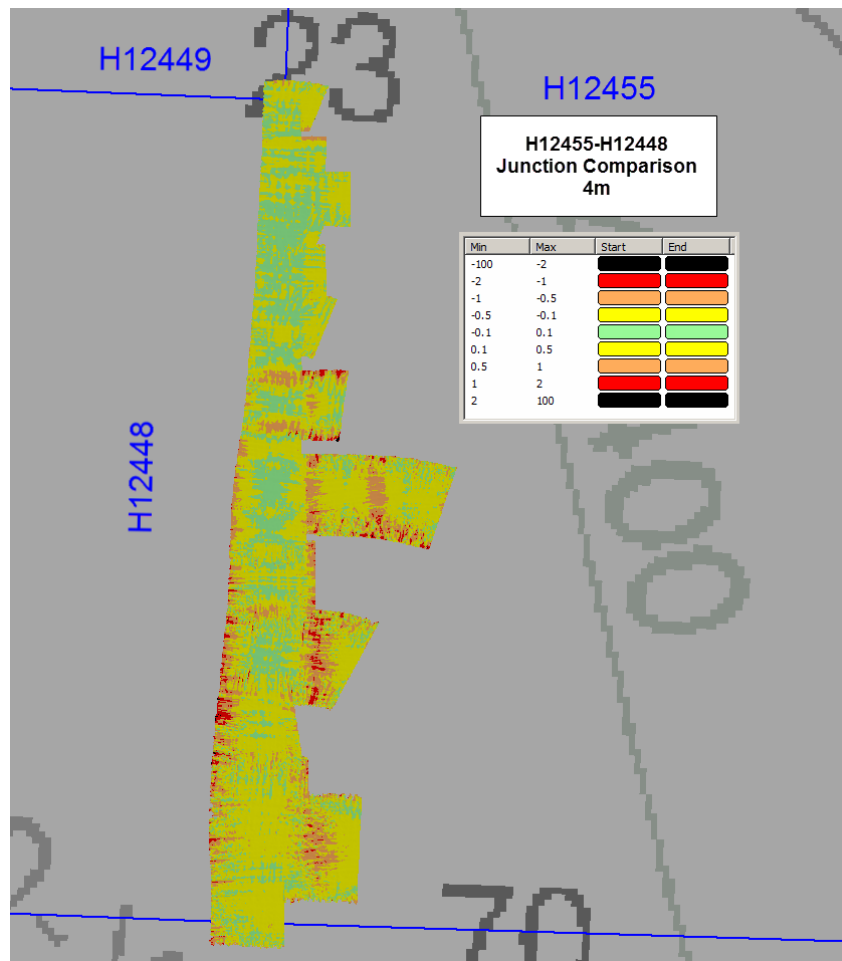 23
H12449
H12455
H12455-H12448
Junction Comparison
4m
Min Max Start End
-100 -2
-2 -1
-1 -0.5
-0.5 -0.1
-0.1 0.1
0.1 0.5
0.5 1
1 2
2 100
H12448
70